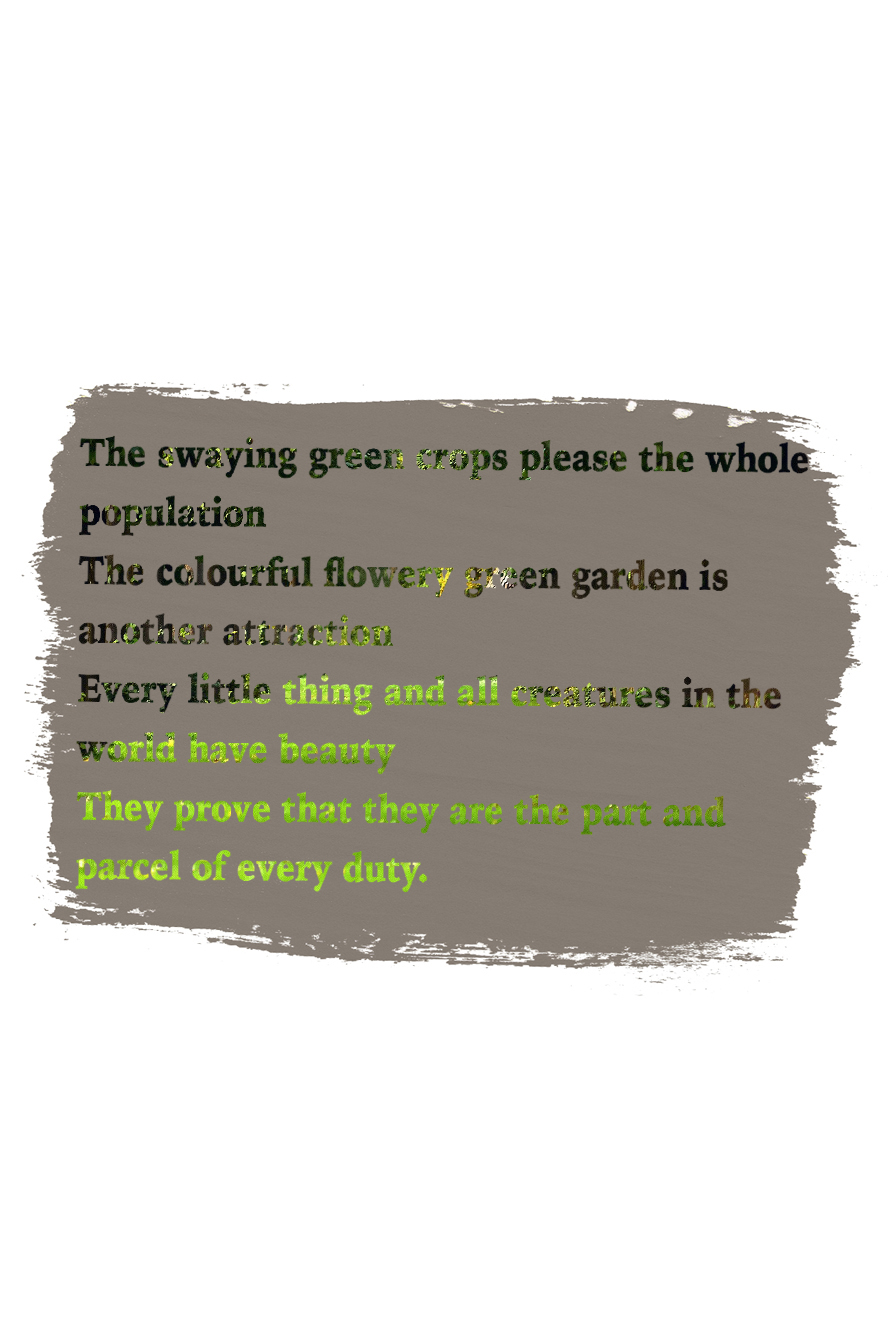 The swaying green crops please the whole
population
The colourful flowery green garden is
another attraction
Every little thing and all creatures in the
world have beauty
They prove that they are the part and
parcel of every duty.